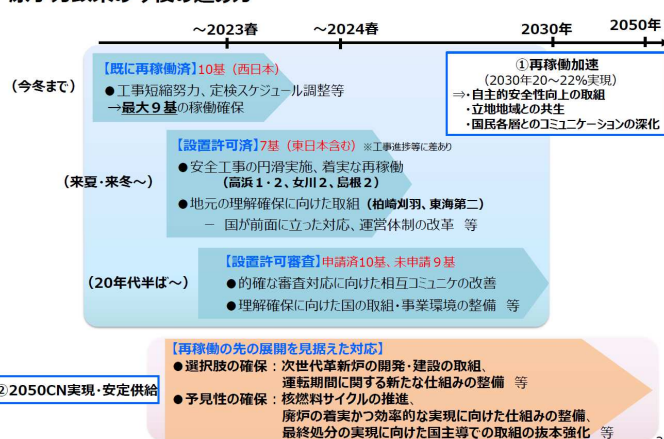 ～2023春
～2024春
2030年
2050年
（今冬まで）
【既に再稼働済】10基（西日本）
●工事短縮努力、定検スケジュール調整等
→最大９基の稼働確保
①再稼働加速
（2030年20～22%実現）
⇒・自主的安全性向上の取組
・立地地域との共生
・国民各層とのコミュニケーションの深化
（来夏・来冬～）
【設置許可済】7基（東日本含む）※工事進捗等に差あり
●安全工事の円滑実施、着実な再稼働
（高浜１・２、女川２、島根２）
●地元の理解確保に向けた取組（柏崎刈羽、東海第二）
－ 国が前面に立った対応、運営体制の改革 等
（20年代半ば～）
【設置許可審査】申請済10基、未申請９基
●的確な審査対応に向けた相互コミュニケの改善
●理解確保に向けた国の取組・事業環境の整備 等
②2050CN実現・安定供給
【再稼働の先の展開を見据えた対応】
●選択肢の確保：次世代革新炉の開発・建設の取組、
運転期間に関する新たな仕組みの整備 等
●予見性の確保：核燃料サイクルの推進、
廃炉の着実かつ効率的な実現に向けた仕組みの整備、
最終処分の実現に向けた国主導での取組の抜本強化 等